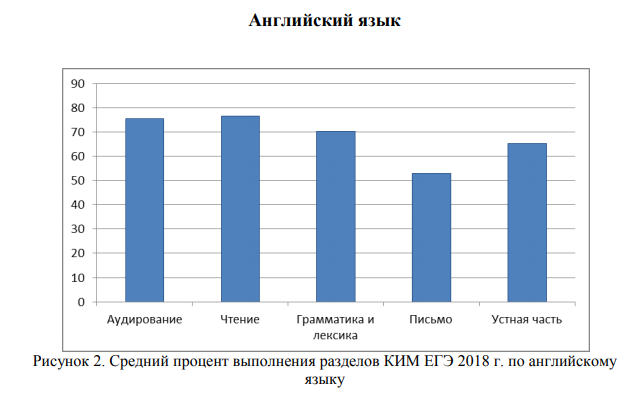 Английский язык
90
80
70
60
50
40
30
20
10
0
Аудирование Чтение Грамматика и Письмо Устная часть
лексика
Рисунок 2. Средний процент выполнения разделов КИМ ЕГЭ 2018 г. по английскому
языку